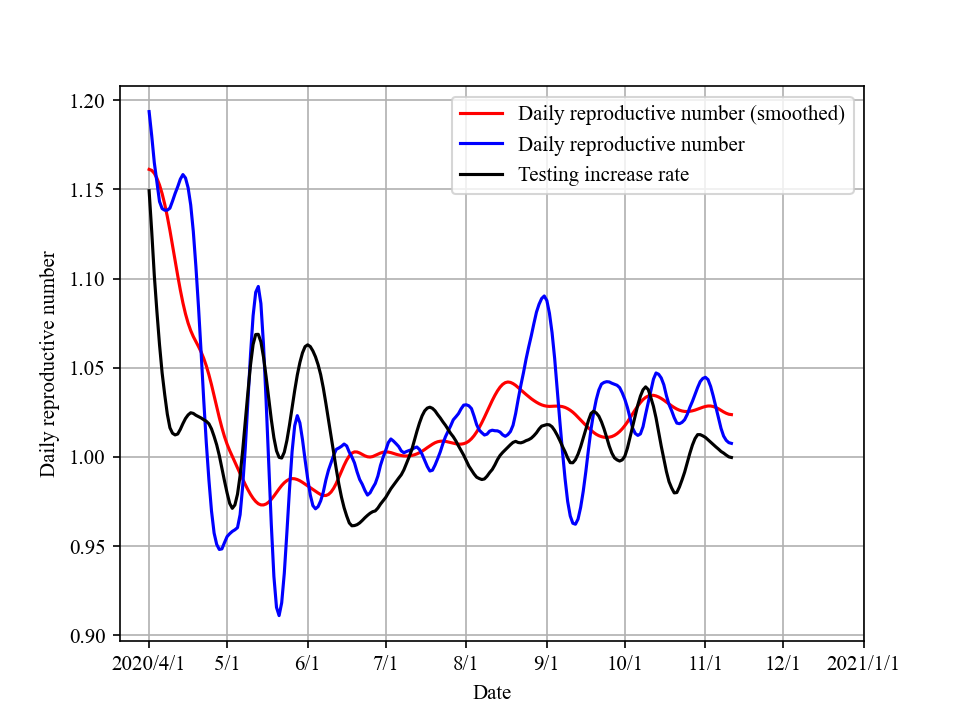 Daily reproductive number (smoothed)
Daily reproductive number
Testing increase rate
Daily reproductive number
1.20
1.15
1.10
1.05
1.00
0.95
0.90
2020/4/1 5/1 6/1 7/1 8/1 9/1 10/1 11/1 12/1 2021/1/1
Date